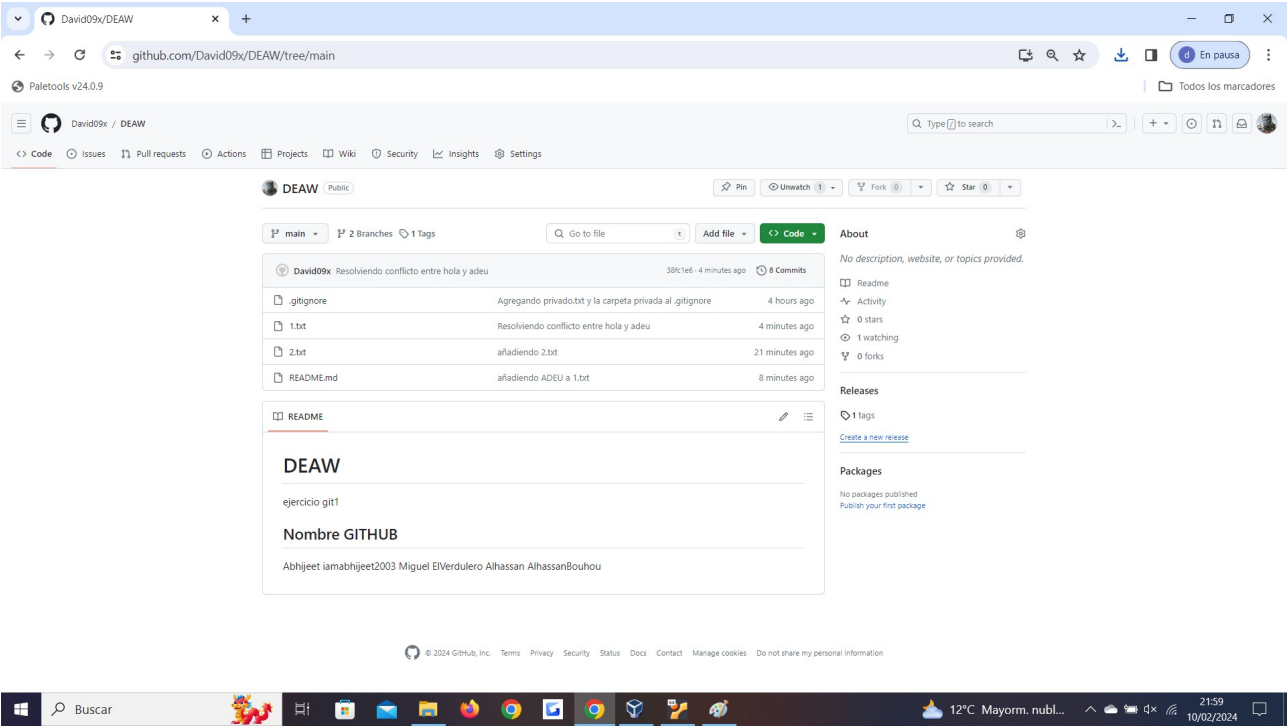 David09x/DEAW
github.com/David09x/DEAW/tree/main
d En pausa
Paletools v24.0.9
Todos los marcadores
David09x / DEAW
Type / to search
Code Issues Pull requests Actions Projects Wiki Security Insights Settings
DEAW Public
Pin Unwatch 1 Fork 0 Star 0
main 2 Branches 1 Tags Go to file t Add file Code
David09x Resolviendo conflicto entre hola y adeu 38fc1e6 · 4 minutes ago 8 Commits
.gitignore Agregando privado.txt y la carpeta privada al .gitignore 4 hours ago
1.txt Resolviendo conflicto entre hola y adeu 4 minutes ago
2.txt añadiendo 2.txt 21 minutes ago
README.md añadiendo ADEU a 1.txt 8 minutes ago
README
DEAW
ejercicio git1
Nombre GITHUB
Abhijeet iamabhijeet2003 Miguel ElVerdulero Alhassan AlhassanBouhou
About
No description, website, or topics provided.
Readme
Activity
0 stars
1 watching
0 forks
Releases
1 tags
Create a new release
Packages
No packages published
Publish your first package
© 2024 GitHub, Inc. Terms Privacy Security Status Docs Contact Manage cookies Do not share my personal information
Buscar
12°C Mayorm. nubl...
21:59
10/02/2024